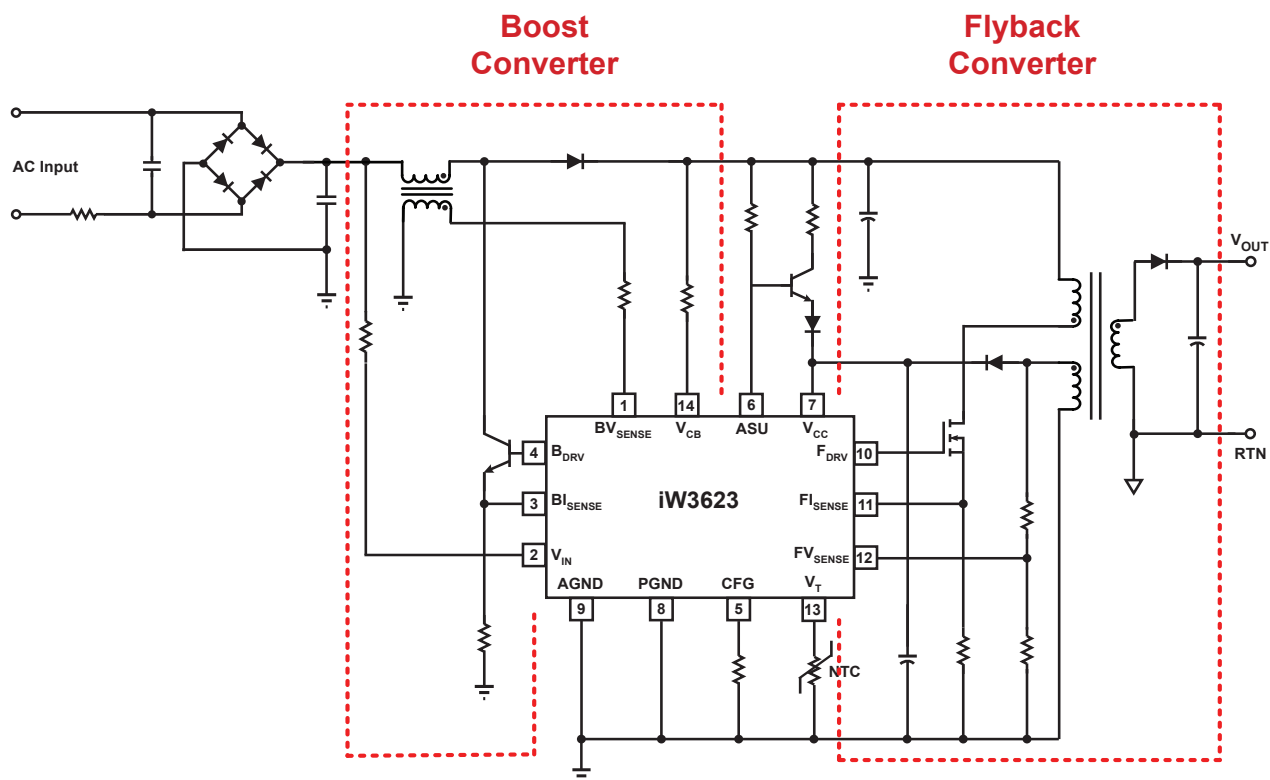 Boost
Converter
Flyback
Converter
AC Input
VOUT
RTN
1
14
6
7
BVSENSE
VCB
ASU
VCC
4
BDRV
FDRV
10
3
BISENSE
iW3623
FISENSE
11
2
VIN
FVSENSE
12
AGND
PGND
CFG
VT
9
8
5
13
NTC